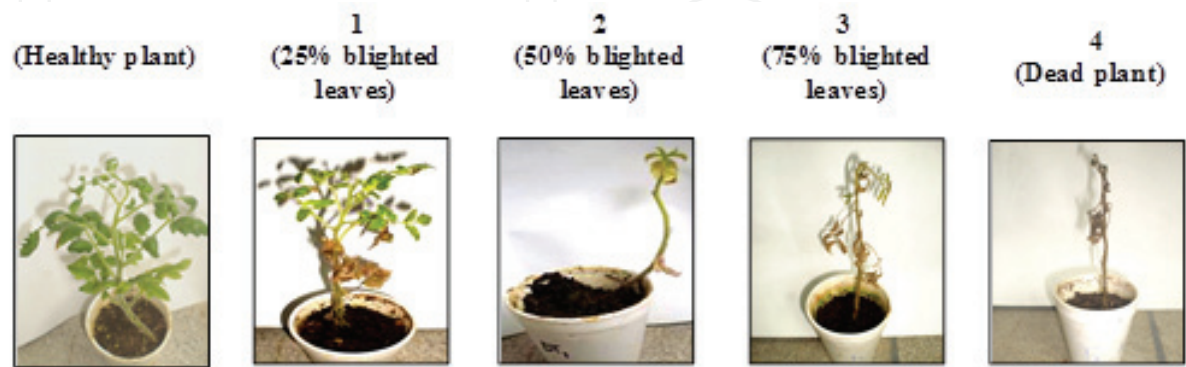 (Healthy plant)
1
(25% blighted
leaves)
2
(50% blighted
leaves)
3
(75% blighted
leaves)
4
(Dead plant)